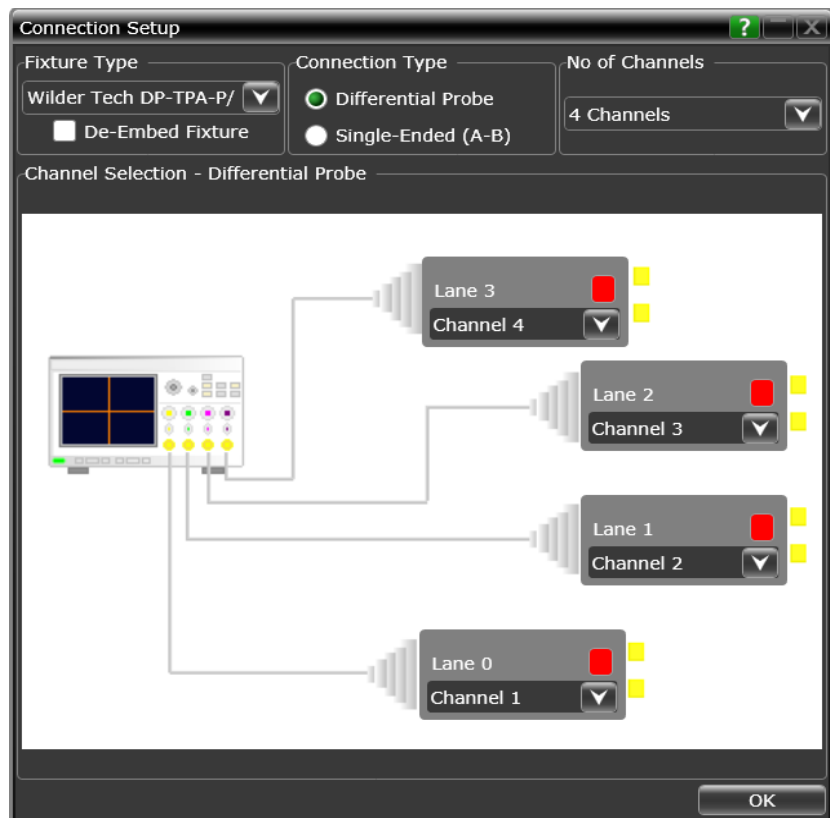 Connection Setup
?
Fixture Type
Connection Type
No of Channels
Wilder Tech DP-TPA-P/
De-Embed Fixture
Differential Probe
Single-Ended (A-B)
4 Channels
Channel Selection - Differential Probe
Lane 3
Channel 4
Lane 2
Channel 3
Lane 1
Channel 2
Lane 0
Channel 1
OK